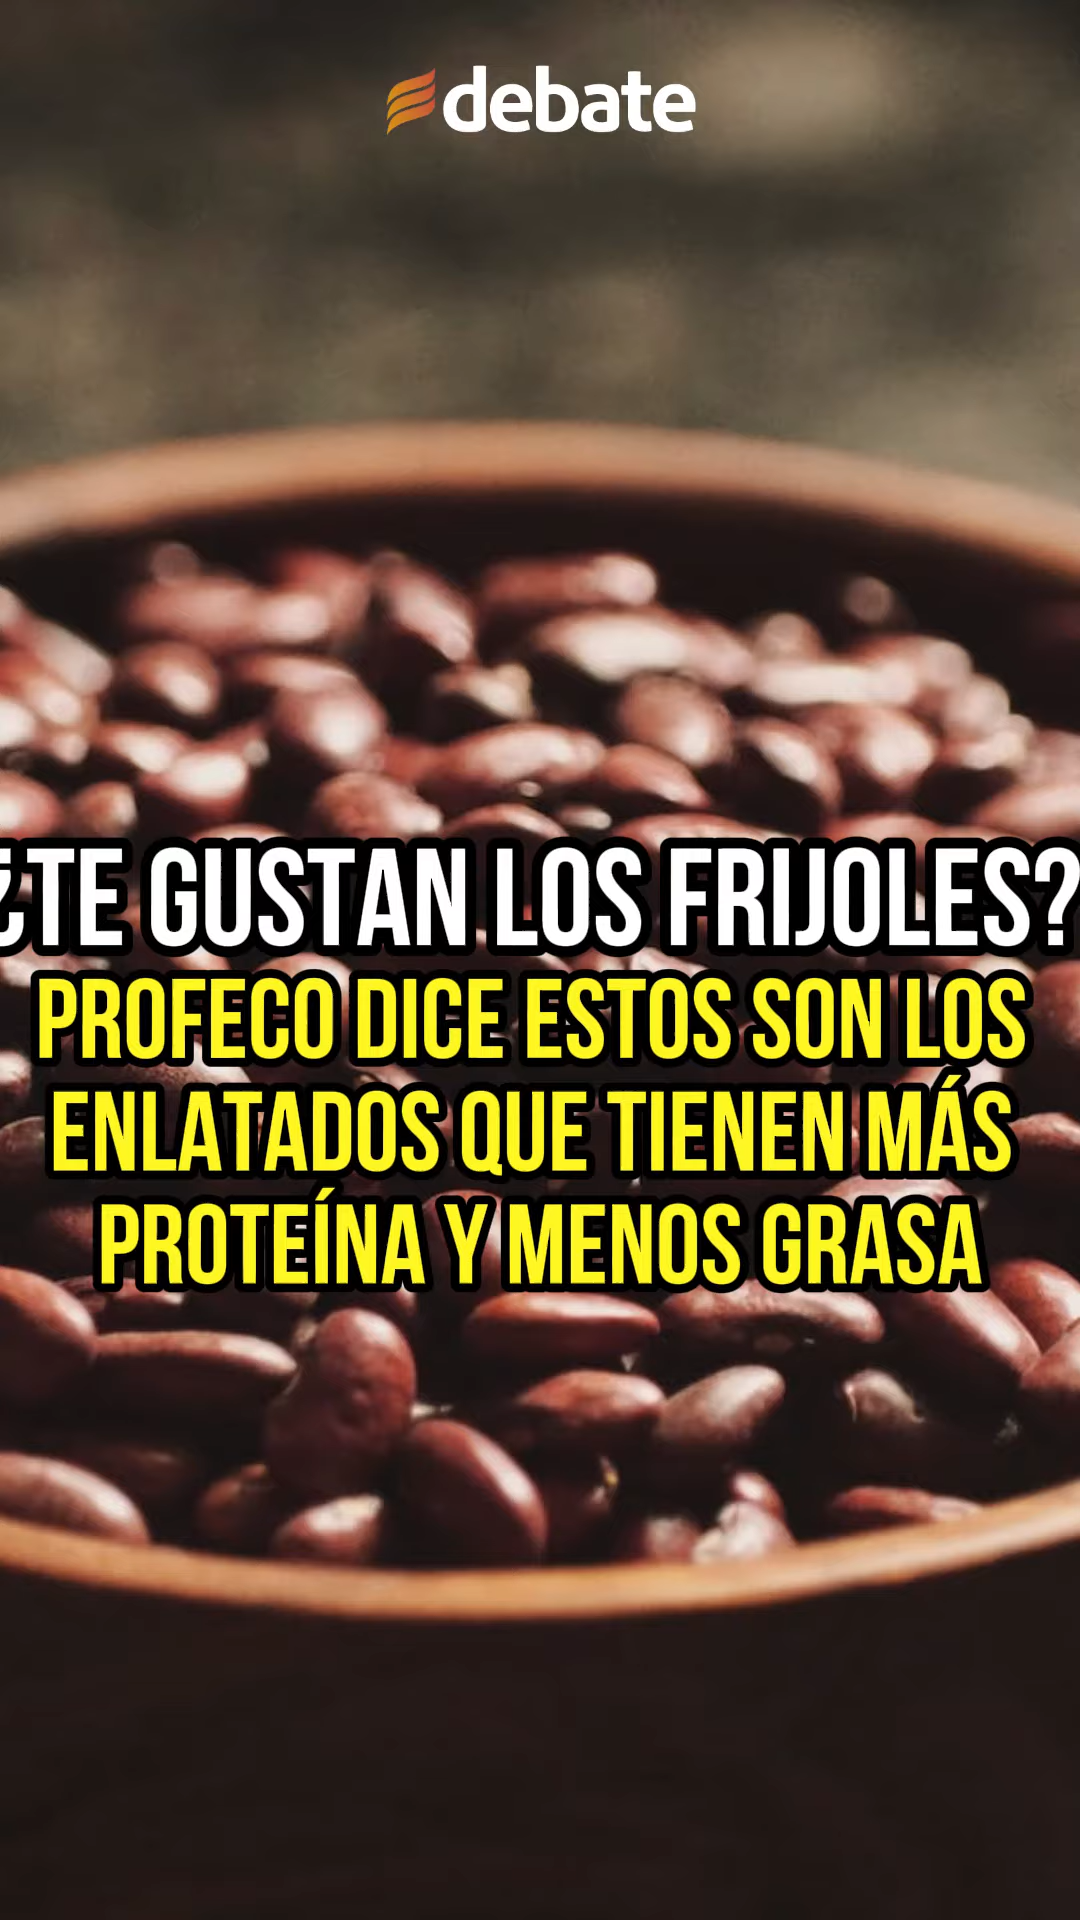 debate
¿TE GUSTAN LOS FRIJOLES?
PROFECO DICE ESTOS SON LOS
ENLATADOS QUE TIENEN MÁS
PROTEÍNA Y MENOS GRASA